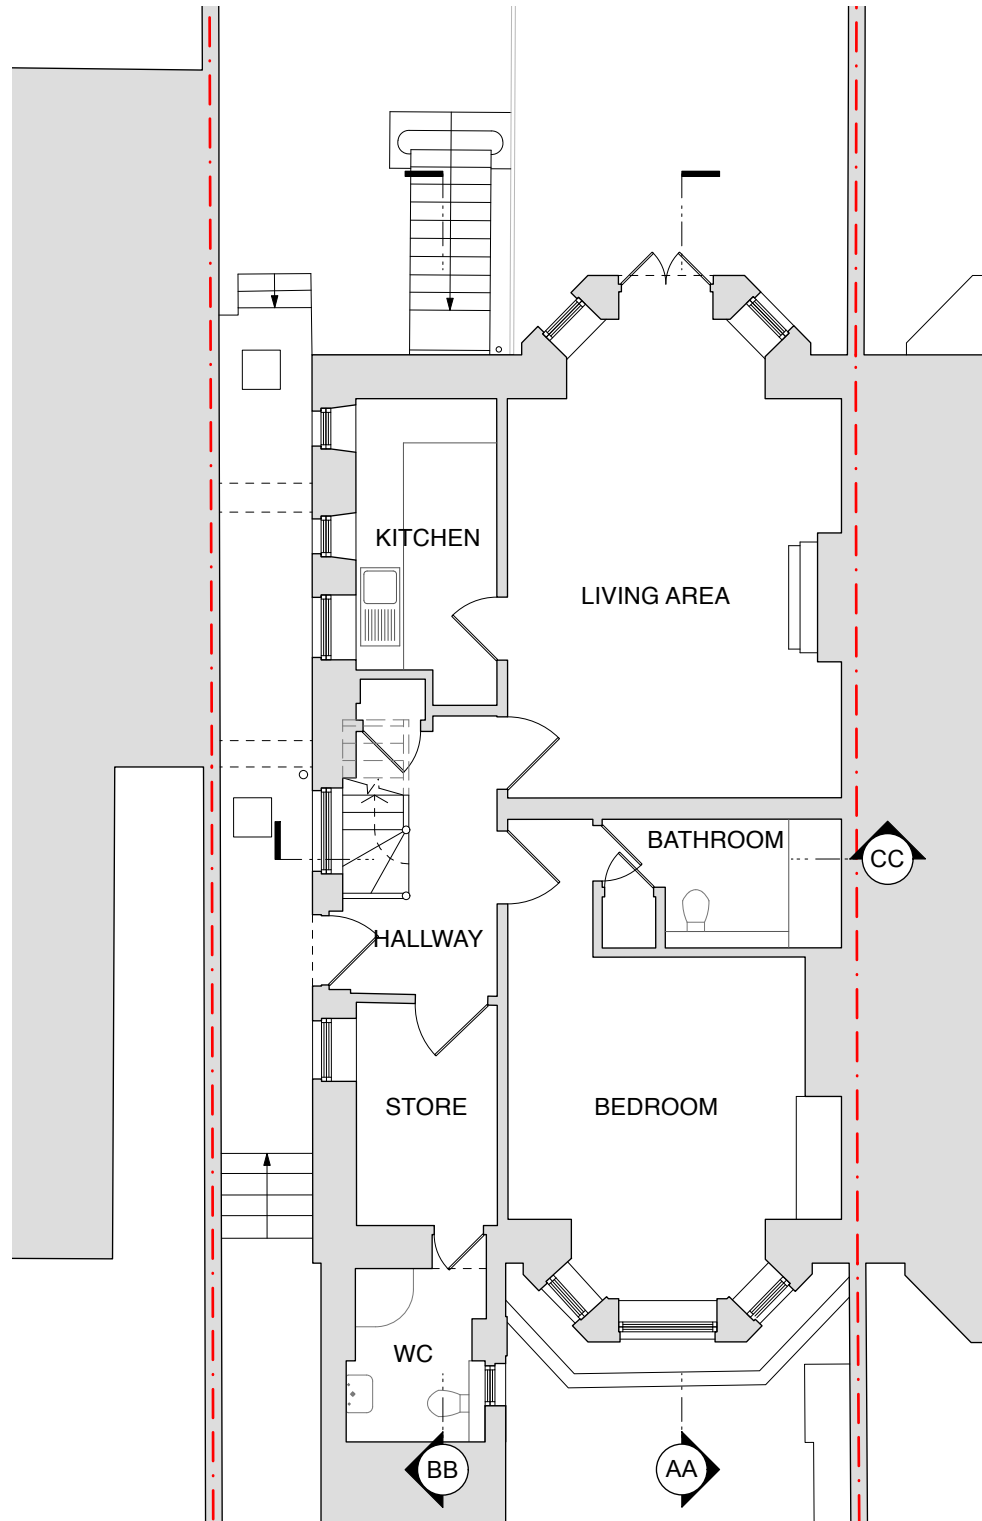 KITCHEN
LIVING AREA
BATHROOM
CC
HALLWAY
STORE
BEDROOM
WC
BB
AA